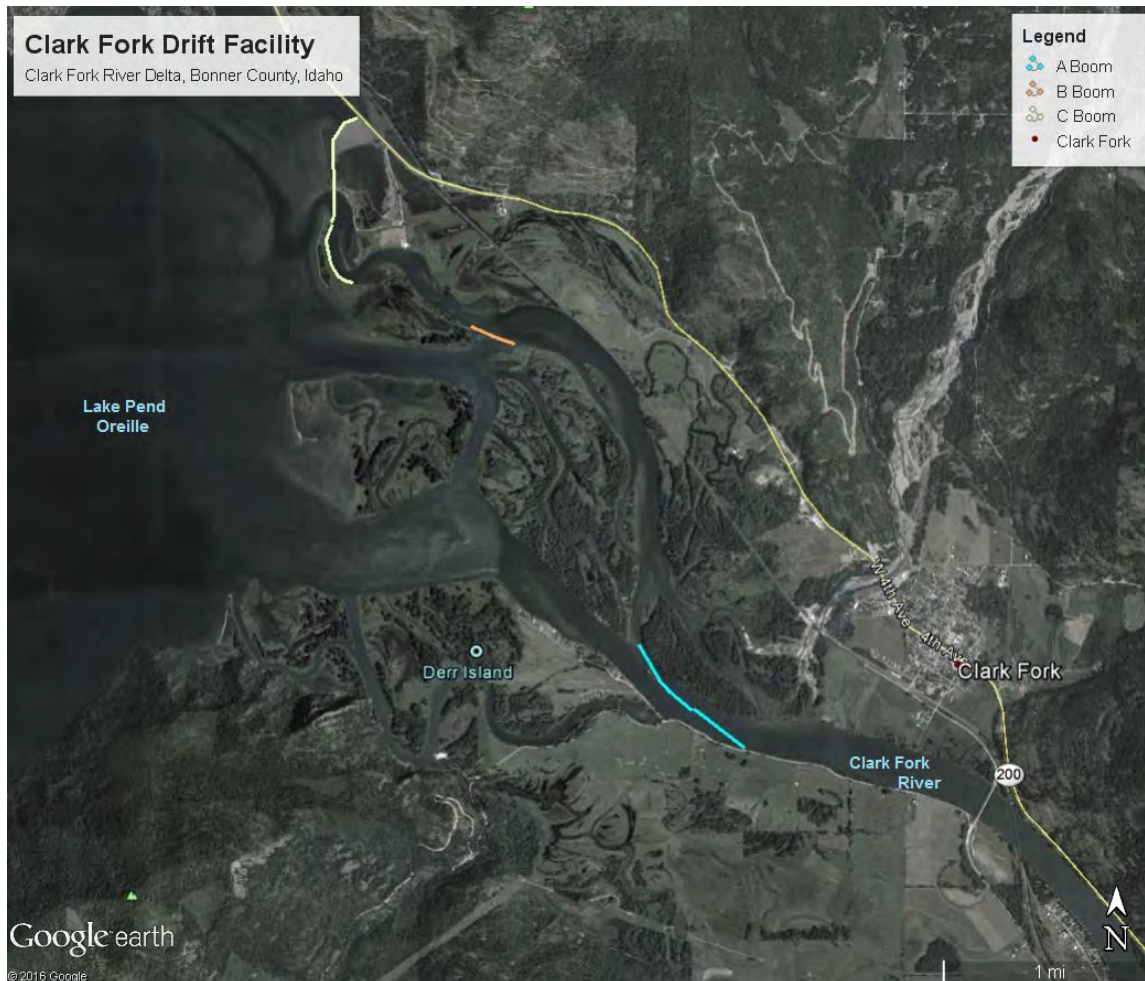 Clark Fork Drift Facility
Clark Fork River Delta, Bonner County, Idaho
Legend
A Boom
B Boom
C Boom
Clark Fork
Lake Pend
Oreille
W 4th Ave
4th Ave
Clark Fork
Derr Island
Clark Fork
River
200
Google earth
© 2016 Google
N
1 mi